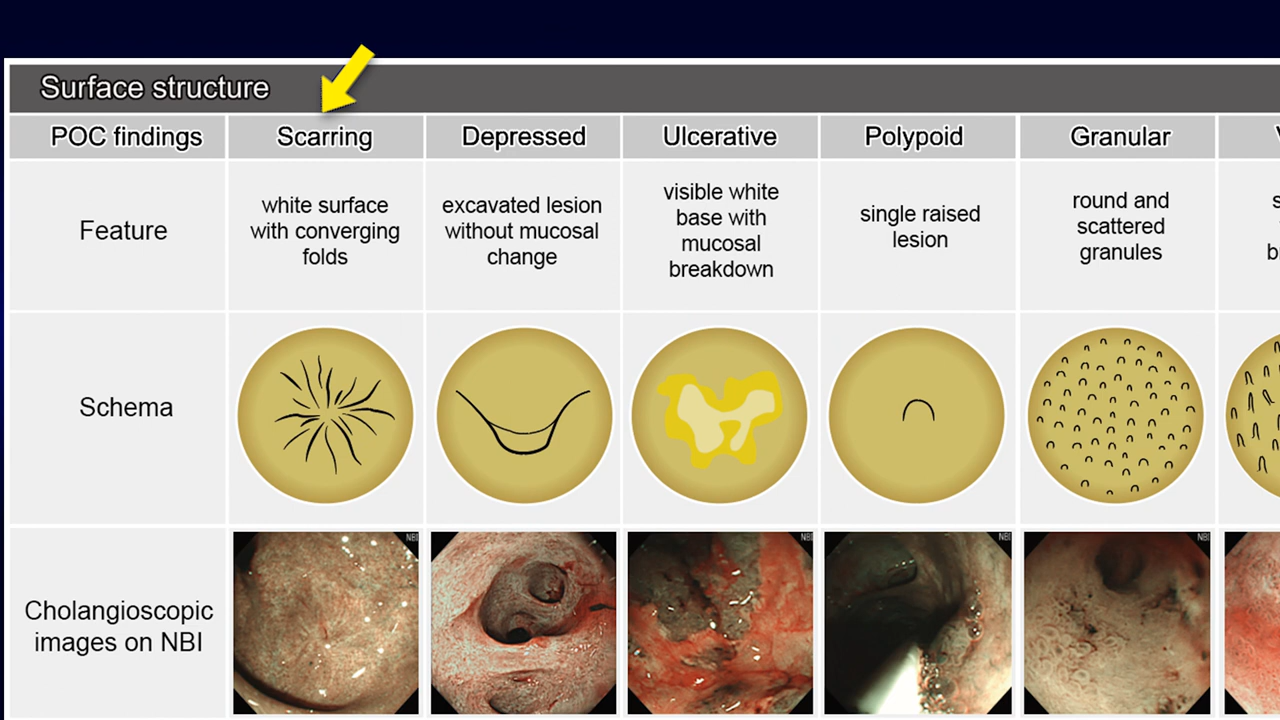 Surface structure
POC findings
Scarring
Depressed
Ulcerative
Polypoid
Granular
Feature
white surface
with converging
folds
excavated lesion
without mucosal
change
visible white
base with
mucosal
breakdown
single raised
lesion
round and
scattered
granules
Schema
Cholangioscopic
images on NBI
NBI
NBI
NBI
NBI